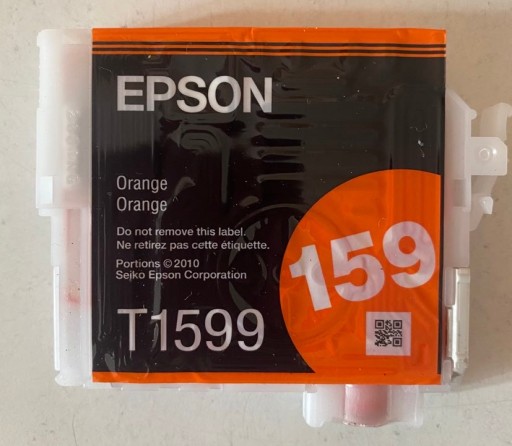 EPSON
Orange
Orange
Do not remove this label.
Ne retirez pas cette étiquette.
Portions © 2010
Seiko Epson Corporation
159
T1599